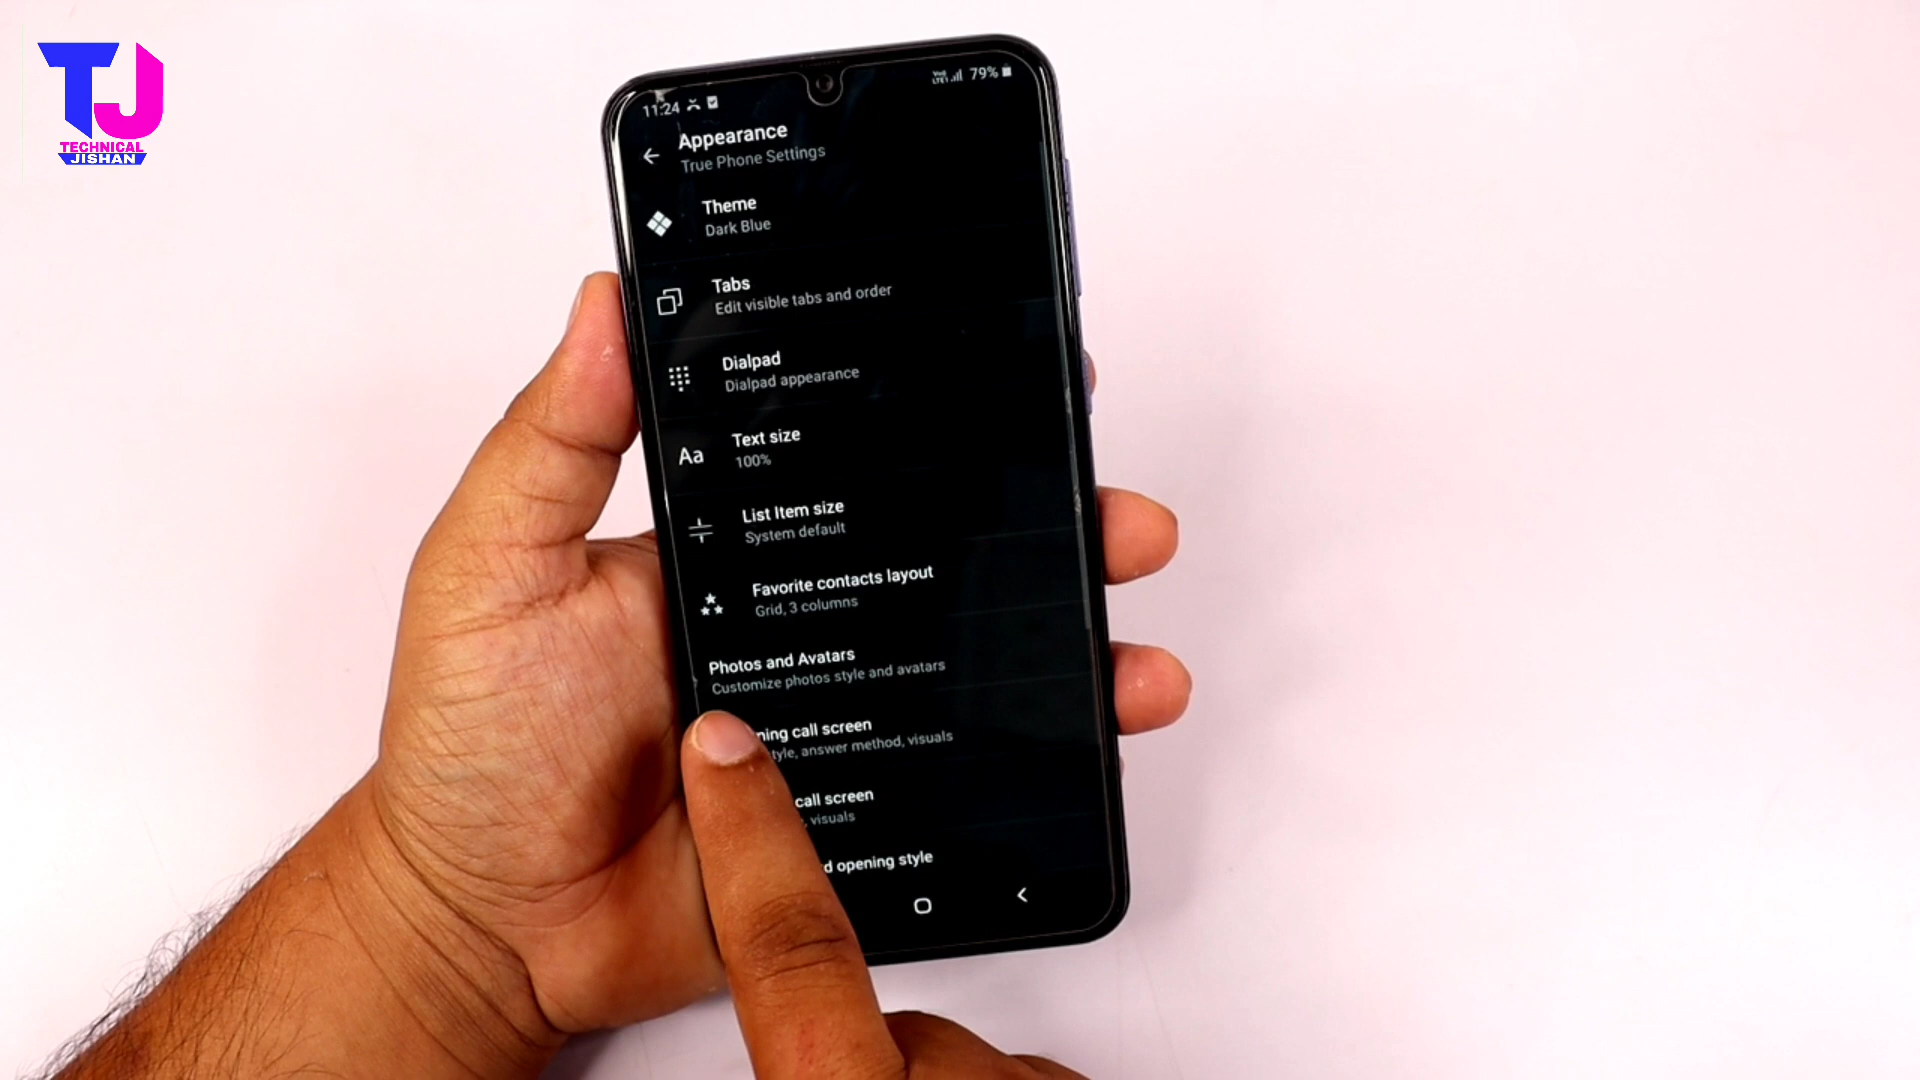 TJ
TECHNICAL
JISHAN
11:24
79%
Appearance
True Phone Settings
Theme
Dark Blue
Tabs
Edit visible tabs and order
Dialpad
Dialpad appearance
Aa
Text size
100%
List Item size
System default
Favorite contacts layout
Grid, 3 columns
Photos and Avatars
Customize photos style and avatars
call screen
answer method, visuals
call screen
visuals
opening style